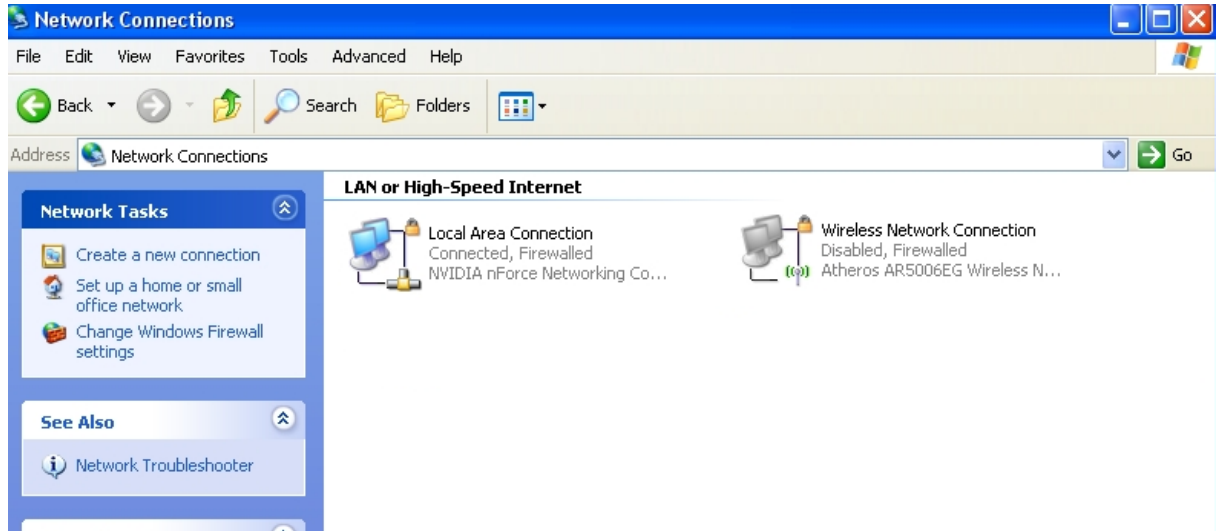 Network Connections
File Edit View Favorites Tools Advanced Help
Back Search Folders
Address Network Connections Go
Network Tasks
Create a new connection
Set up a home or small
office network
Change Windows Firewall
settings
See Also
Network Troubleshooter
LAN or High-Speed Internet
Local Area Connection
Connected, Firewalled
NVIDIA nForce Networking Co...
Wireless Network Connection
Disabled, Firewalled
Atheros AR5006EG Wireless N...